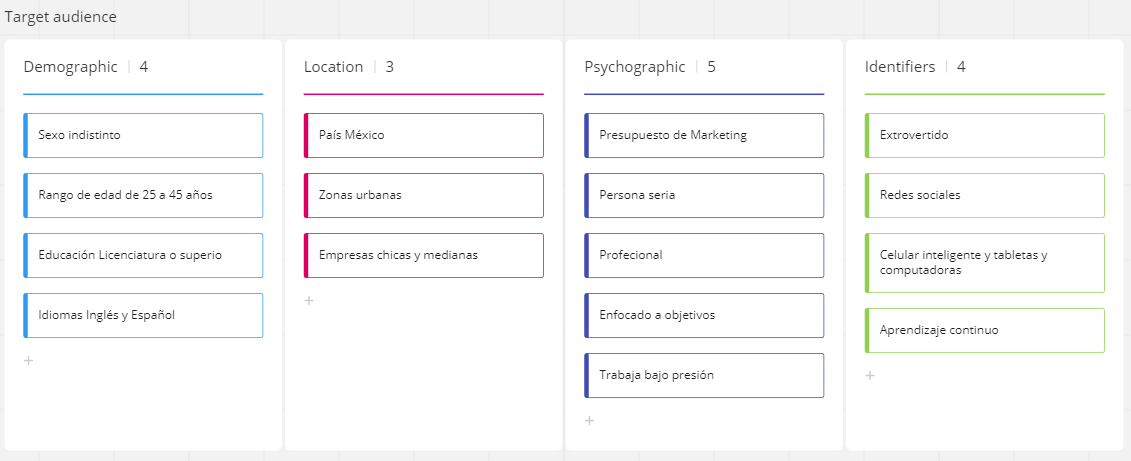 Target audience
Demographic | 4
Sexo indistinto
Rango de edad de 25 a 45 años
Educación Licenciatura o superio
Idiomas Inglés y Español
+
Location | 3
País México
Zonas urbanas
Empresas chicas y medianas
+
Psychographic | 5
Presupuesto de Marketing
Persona seria
Profecional
Enfocado a objetivos
Trabaja bajo presión
+
Identifiers | 4
Extrovertido
Redes sociales
Celular inteligente y tabletas y
computadoras
Aprendizaje continuo
+